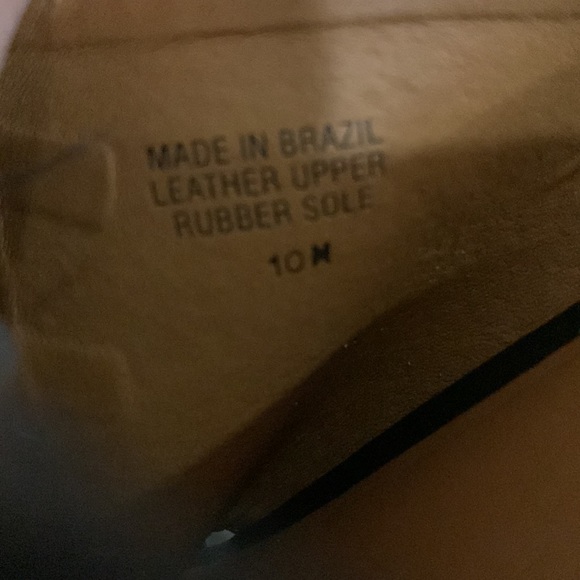 MADE IN BRAZIL
LEATHER UPPER
RUBBER SOLE
10 M